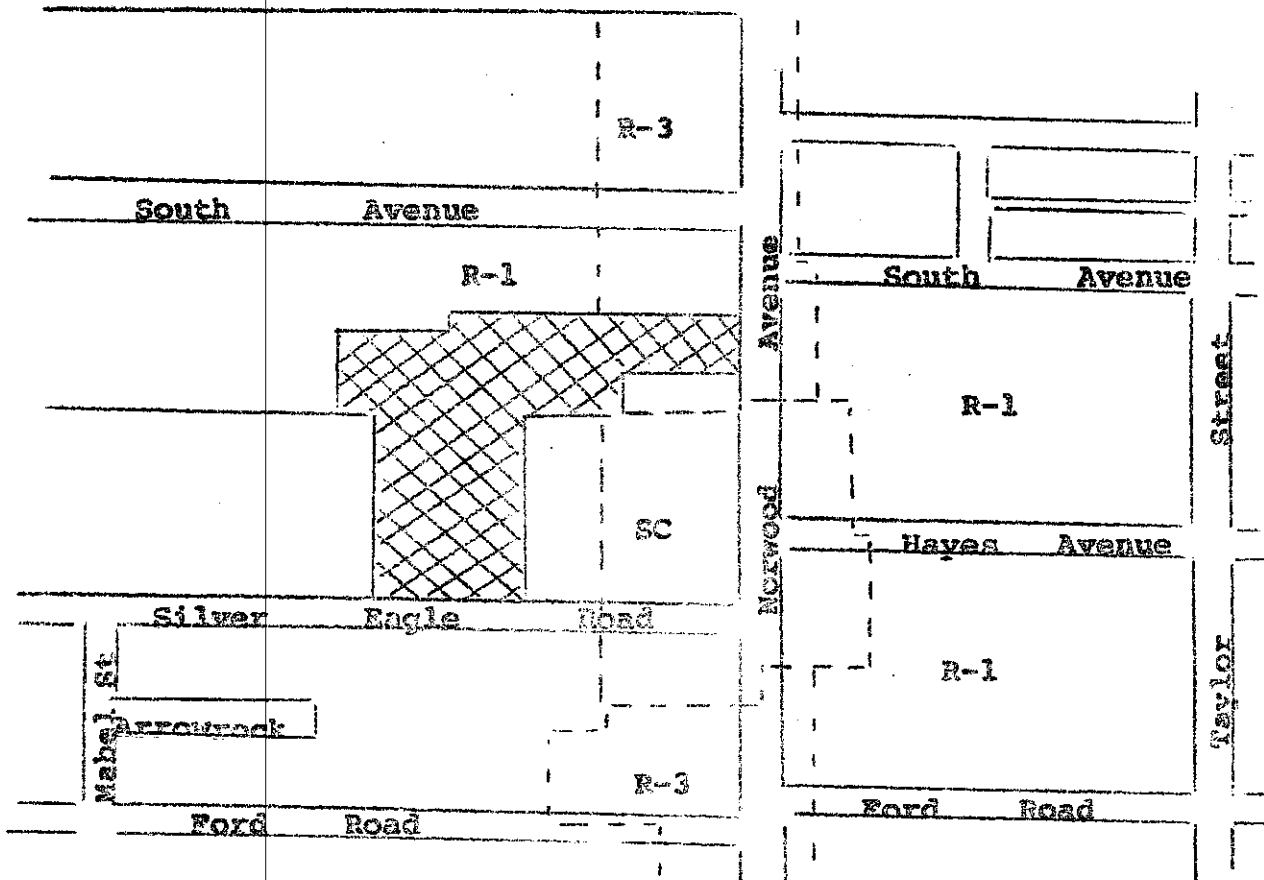 R-3
South Avenue
R-1
Avenue
South Avenue
R-1
Street
SC
Norwood
Hayes Avenue
Silver Eagle Road
Mabel St
Arrowrock
R-1
Taylor
R-3
Ford Road
Ford Road